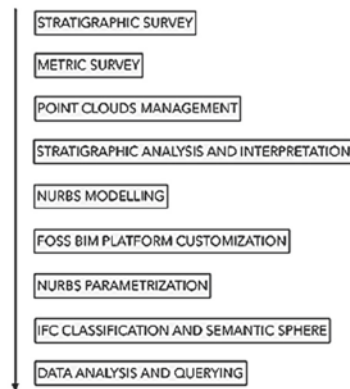 STRATIGRAPHIC SURVEY
METRIC SURVEY
POINT CLOUDS MANAGEMENT
STRATIGRAPHIC ANALYSIS AND INTERPRETATION
NURBS MODELLING
FOSS BIM PLATFORM CUSTOMIZATION
NURBS PARAMETRIZATION
IFC CLASSIFICATION AND SEMANTIC SPHERE
DATA ANALYSIS AND QUERYING